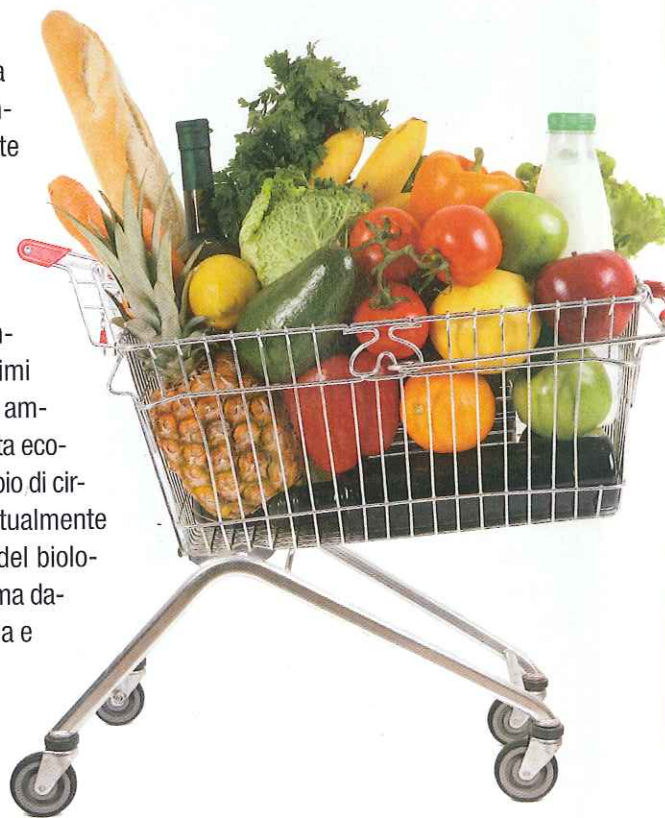 a
n-
te
n-
imi
am-
ta eco-
pio di cir-
tualmente
del biolo-
ma da-
a e